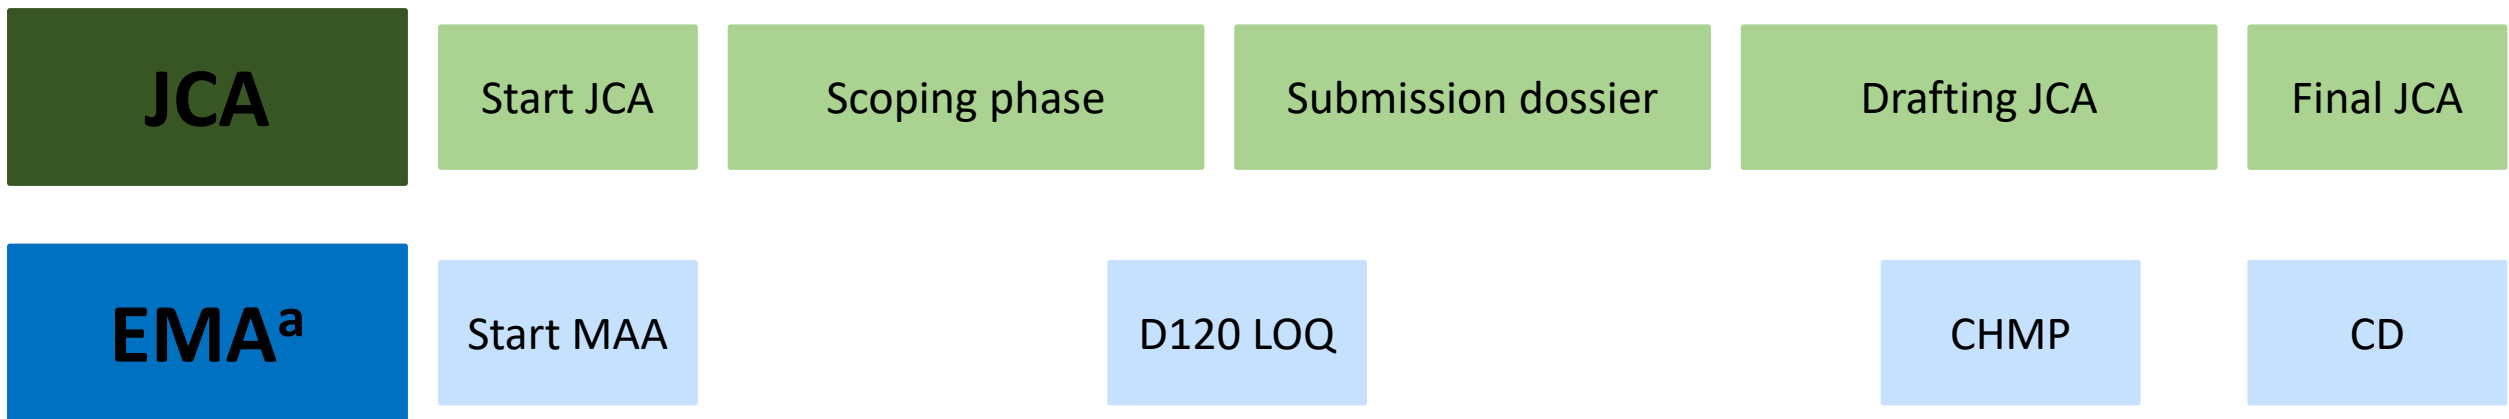 JCA
Start JCA
Scoping phase
Submission dossier
Drafting JCA
Final JCA
EMAᵃ
Start MAA
D120 LOQ
CHMP
CD